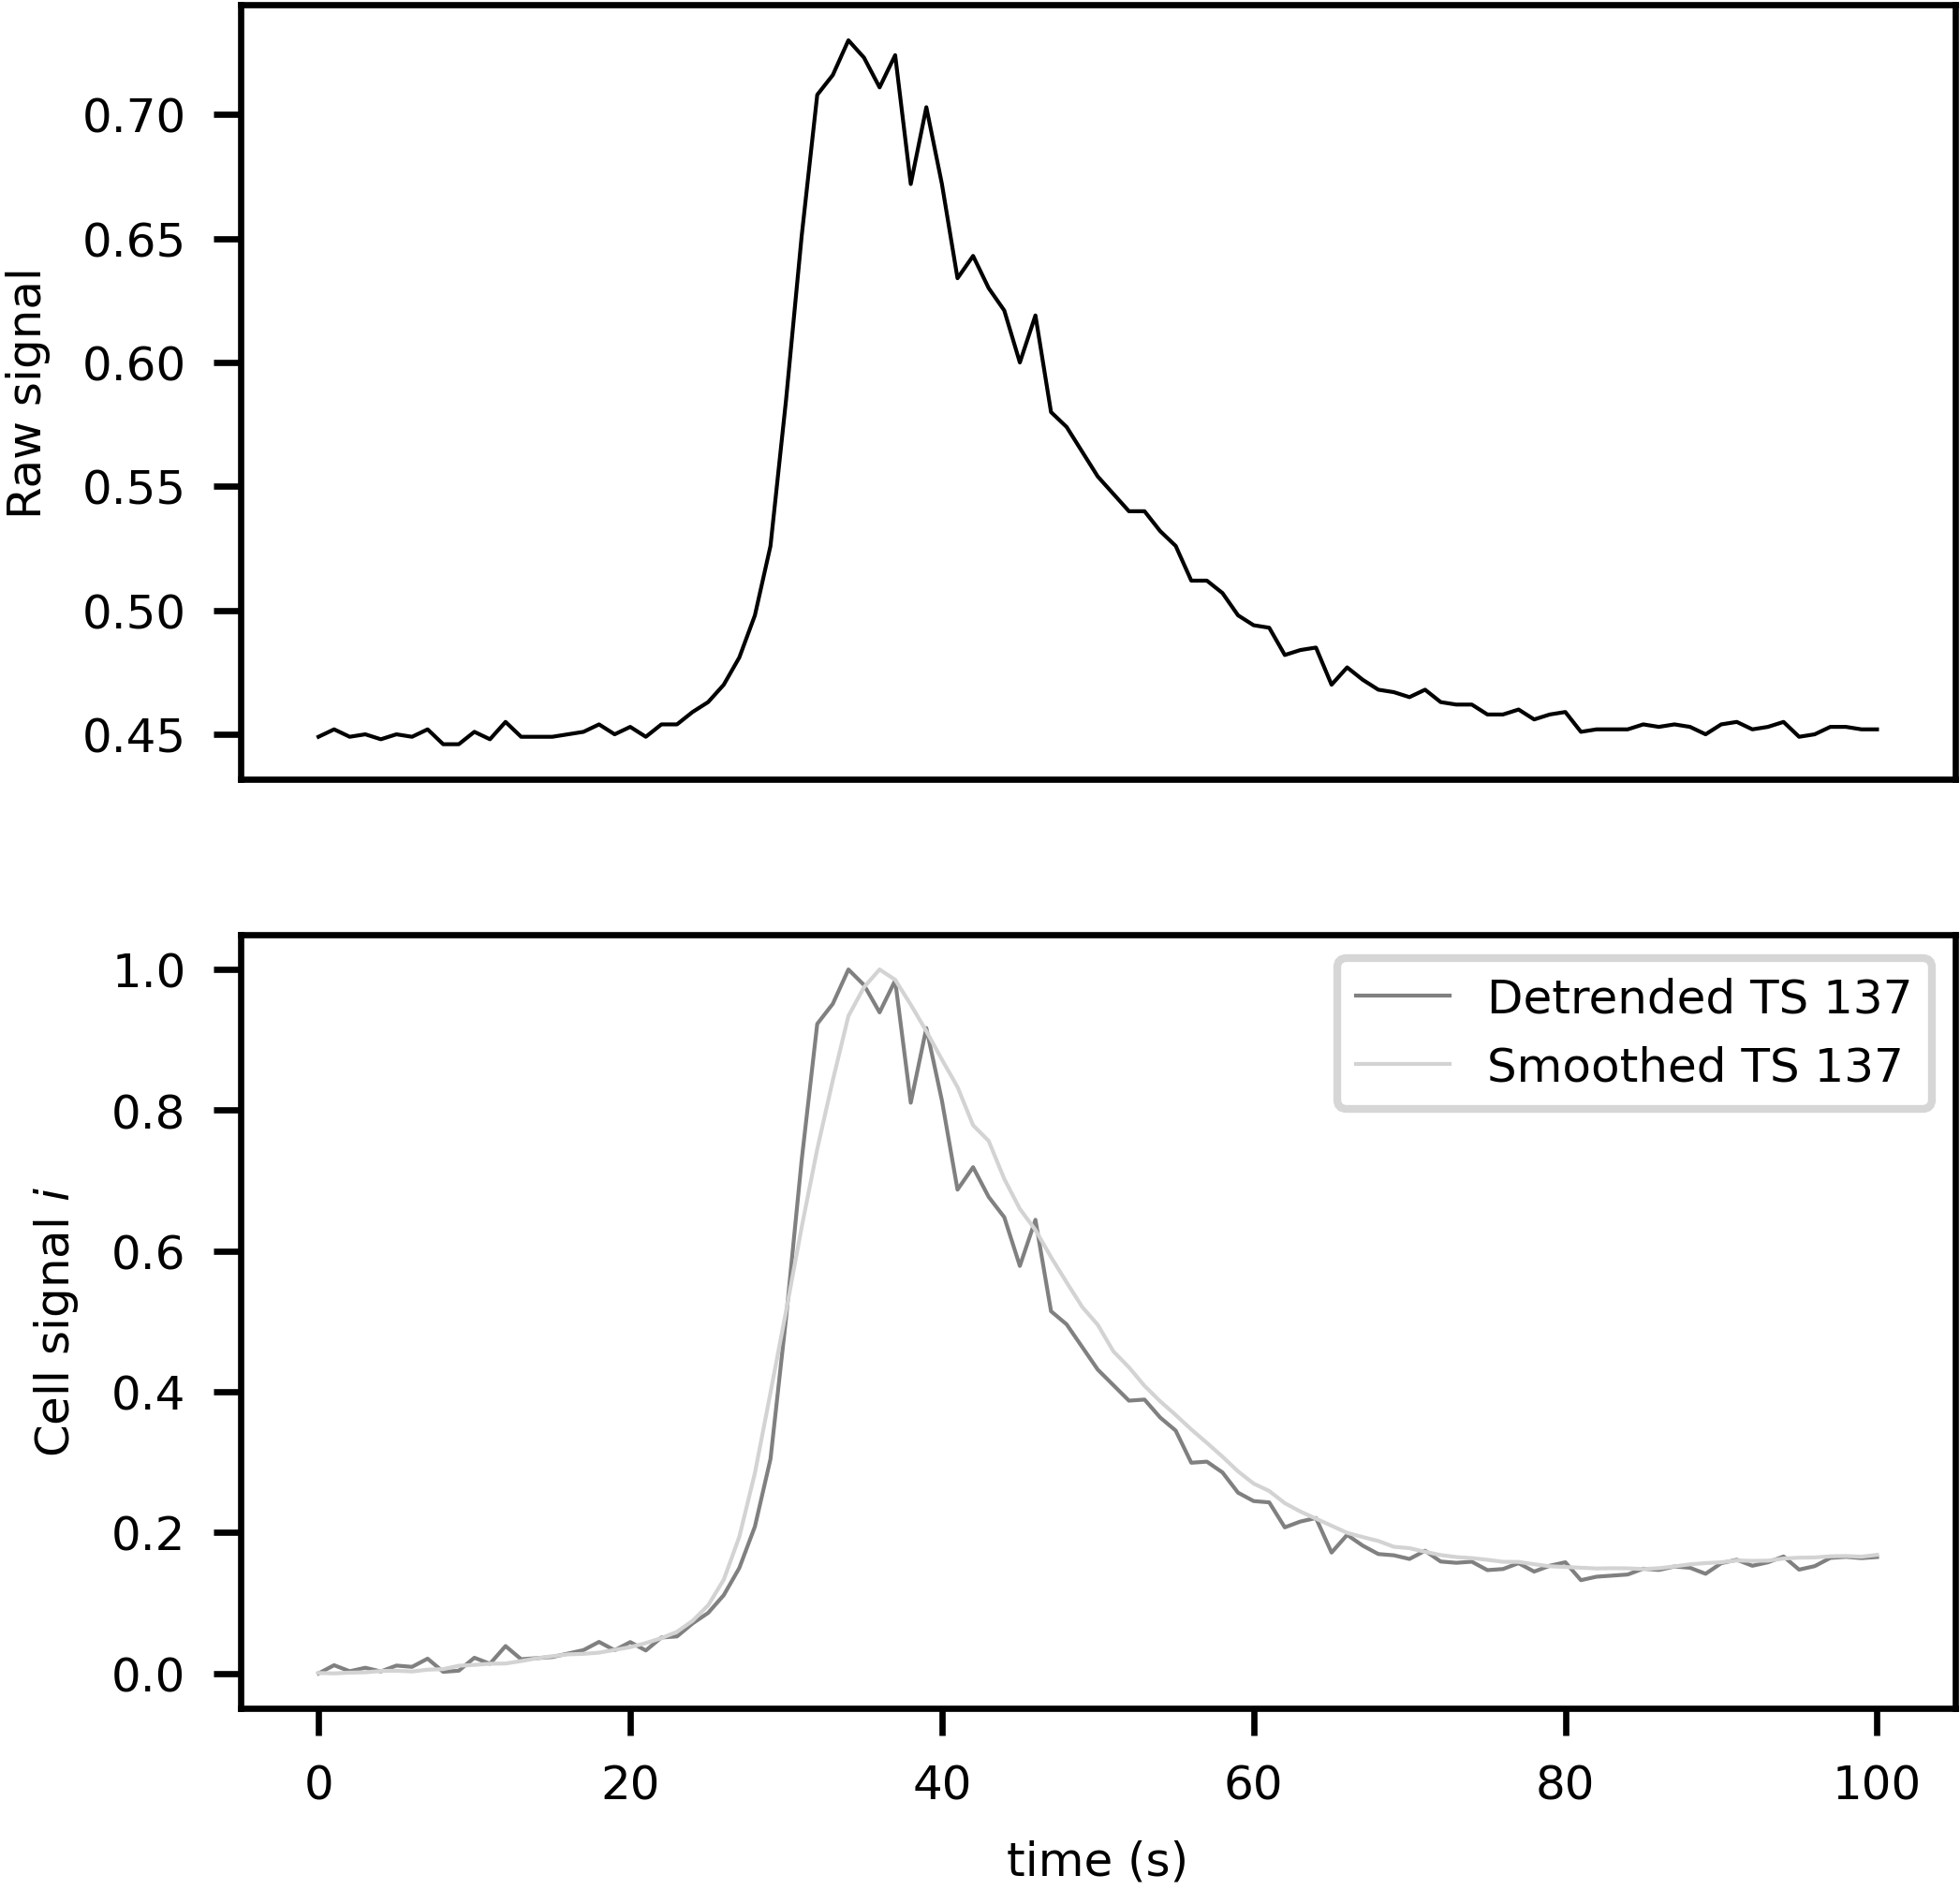 Raw signal
0.70
0.65
0.60
0.55
0.50
0.45
Cell signal i
1.0
0.8
0.6
0.4
0.2
0.0
Detrended TS 137
Smoothed TS 137
0 20 40 60 80 100
time (s)